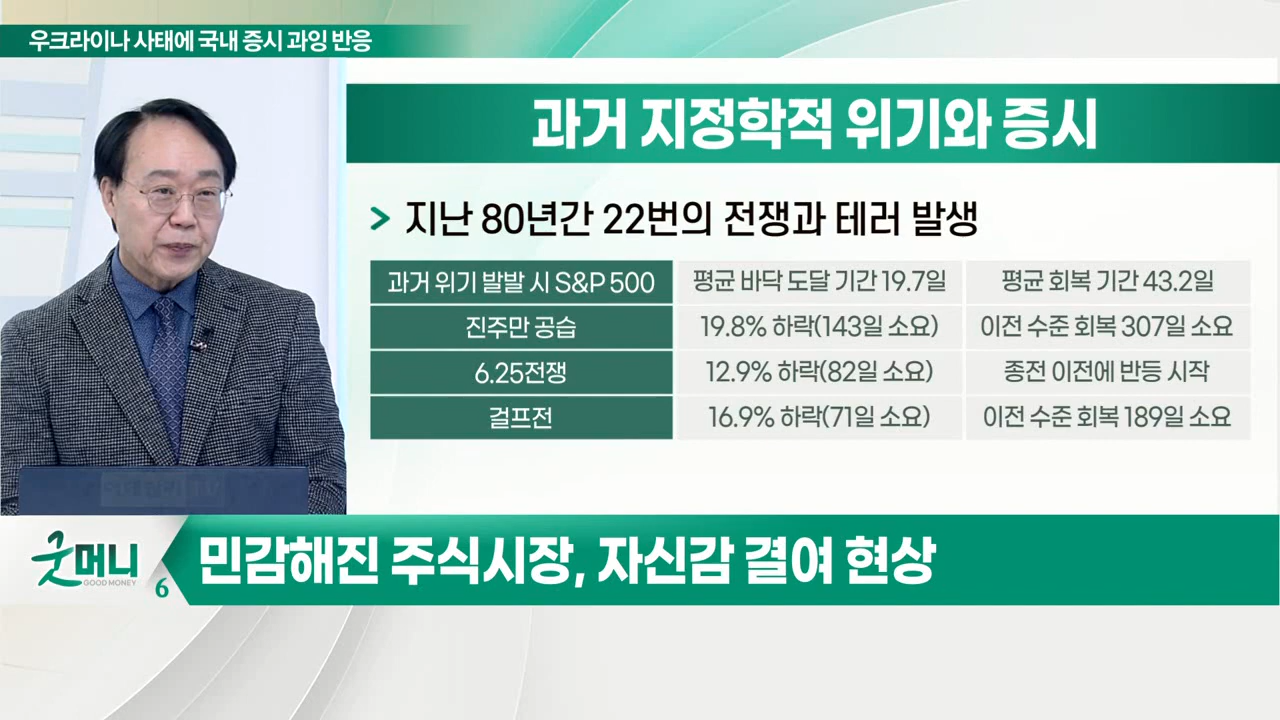 우크라이나 사태에 국내 증시 과잉 반응
과거 지정학적 위기와 증시
지난 80년간 22번의 전쟁과 테러 발생
과거 위기 발발 시 S&P 500 평균 바닥 도달 기간 19.7일 평균 회복 기간 43.2일
진주만 공습 19.8% 하락(143일 소요) 이전 수준 회복 307일 소요
6.25전쟁 12.9% 하락(82일 소요) 종전 이전에 반등 시작
걸프전 16.9% 하락(71일 소요) 이전 수준 회복 189일 소요
굿머니
GOOD MONEY
6
민감해진 주식시장, 자신감 결여 현상